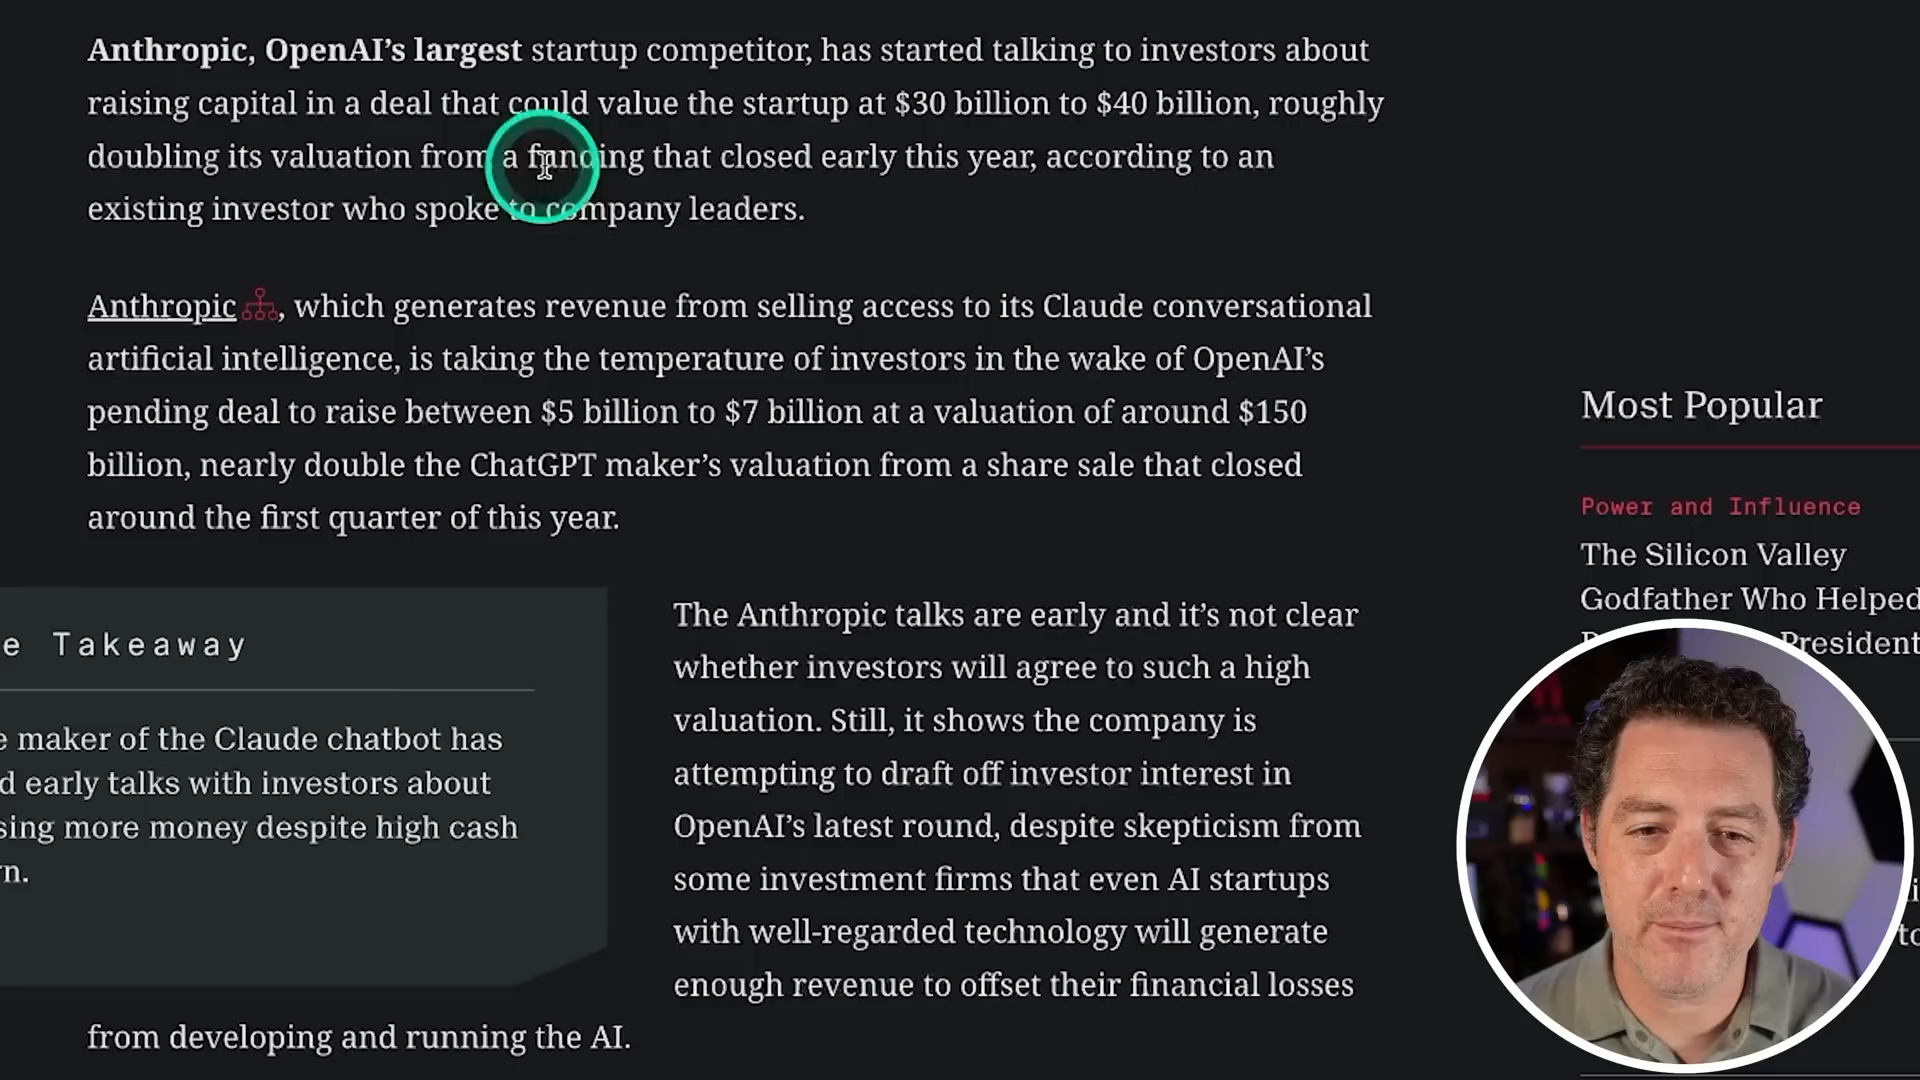 Anthropic, OpenAI’s largest startup competitor, has started talking to investors about
raising capital in a deal that could value the startup at $30 billion to $40 billion, roughly
doubling its valuation from a funding that closed early this year, according to an
existing investor who spoke to company leaders.
Anthropic, which generates revenue from selling access to its Claude conversational
artificial intelligence, is taking the temperature of investors in the wake of OpenAI’s
pending deal to raise between $5 billion to $7 billion at a valuation of around $150
billion, nearly double the ChatGPT maker’s valuation from a share sale that closed
around the first quarter of this year.
e Takeaway
e maker of the Claude chatbot has
d early talks with investors about
sing more money despite high cash
n.
The Anthropic talks are early and it’s not clear
whether investors will agree to such a high
valuation. Still, it shows the company is
attempting to draft off investor interest in
OpenAI’s latest round, despite skepticism from
some investment firms that even AI startups
with well-regarded technology will generate
enough revenue to offset their financial losses
from developing and running the AI.
Most Popular
Power and Influence
The Silicon Valley
Godfather Who Helped
President